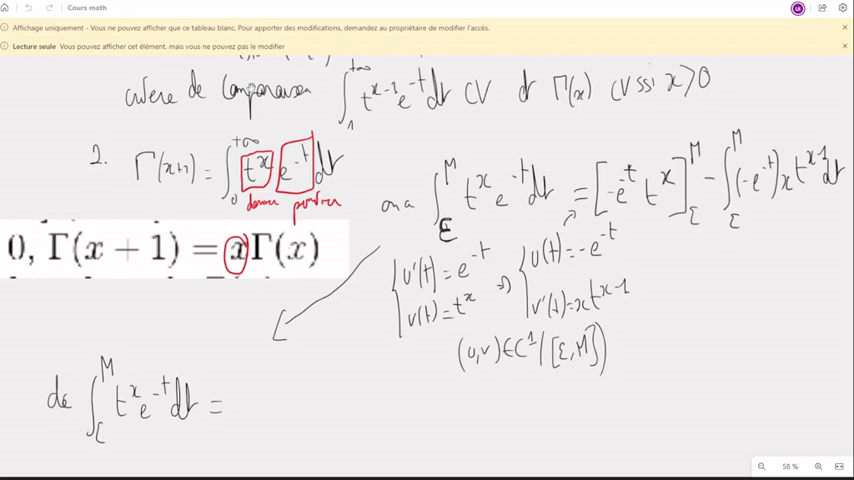 Cours math
UI
Affichage uniquement - Vous ne pouvez afficher que ce tableau blanc. Pour apporter des modifications, demandez au propriétaire de modifier l'accès.
Lecture seule Vous pouvez afficher cet élément, mais vous ne pouvez pas le modifier
critère de Comparaison ∫_1^{+∞} t^{x-1} e^{-t} dt CV d Γ(x) CV ssi x>0
2. Γ(x+1) = ∫_0^{+∞} t^x e^{-t} dt
on a ∫_ε^M t^x e^{-t} dt = [-e^{-t} t^x]_ε^M - ∫_ε^M (-e^{-t}) x t^{x-1} dt
0, Γ(x + 1) = xΓ(x)
{ u'(t) = e^{-t} ⇒ { u(t) = -e^{-t}
v(t) = t^x v'(t) = x t^{x-1}
(u,v) ∈ C^1([ε,M])
de ∫_ε^M t^x e^{-t} dt =
58 %